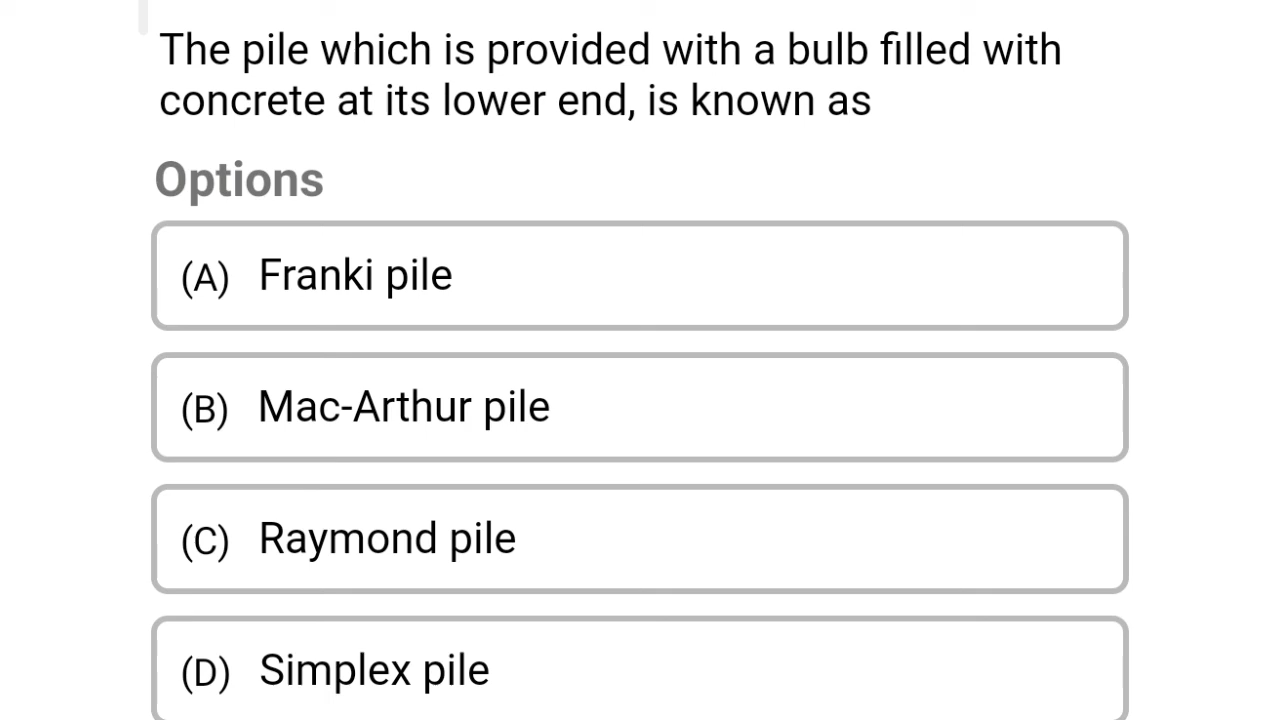 The pile which is provided with a bulb filled with
concrete at its lower end, is known as
Options
(A) Franki pile
(B) Mac-Arthur pile
(C) Raymond pile
(D) Simplex pile